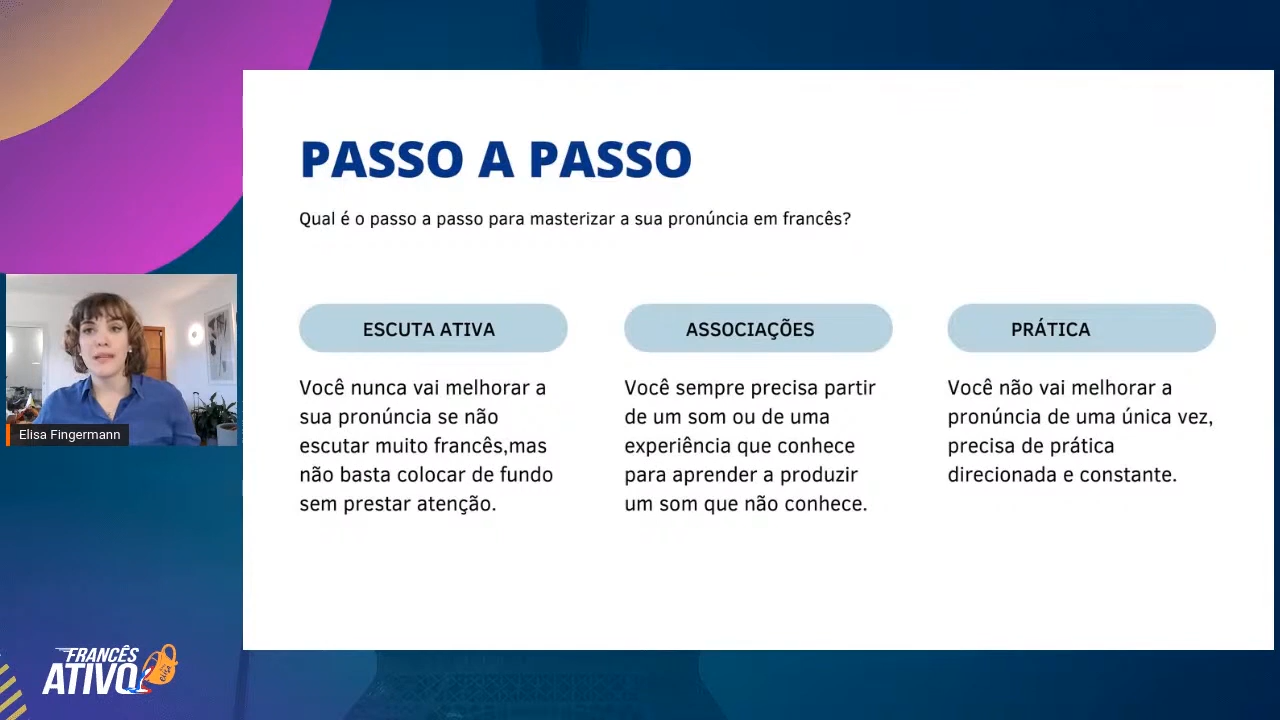 PASSO A PASSO
Qual é o passo a passo para masterizar a sua pronúncia em francês?
ESCUTA ATIVA
Você nunca vai melhorar a
sua pronúncia se não
escutar muito francês,mas
não basta colocar de fundo
sem prestar atenção.
ASSOCIAÇÕES
Você sempre precisa partir
de um som ou de uma
experiência que conhece
para aprender a produzir
um som que não conhece.
PRÁTICA
Você não vai melhorar a
pronúncia de uma única vez,
precisa de prática
direcionada e constante.
Elisa Fingermann
FRANCÊS
ATIVO
ELISA